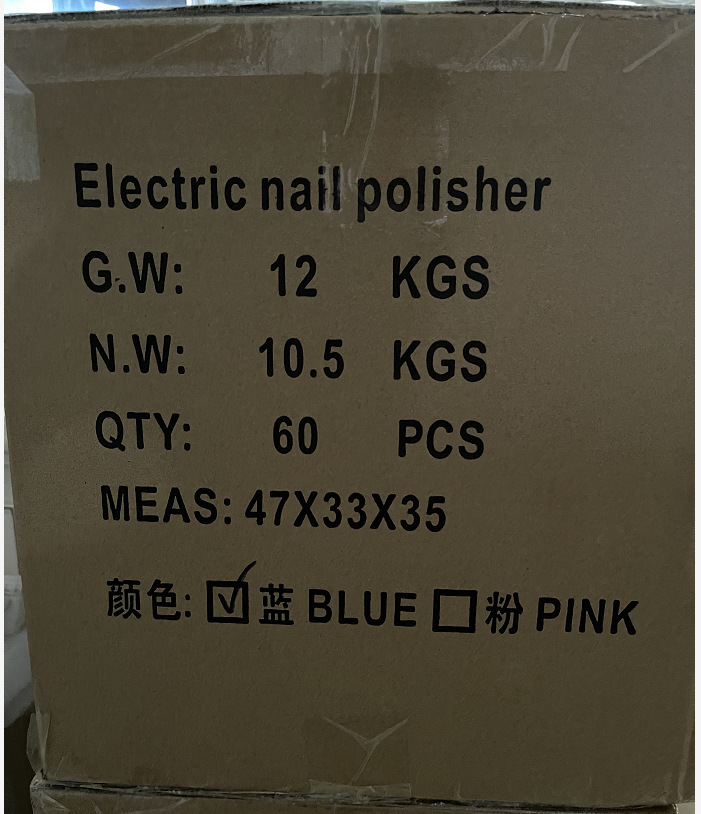 Electric nail polisher
G.W: 12 KGS
N.W: 10.5 KGS
QTY: 60 PCS
MEAS: 47X33X35
颜色: ☑ 蓝 BLUE ☐ 粉 PINK